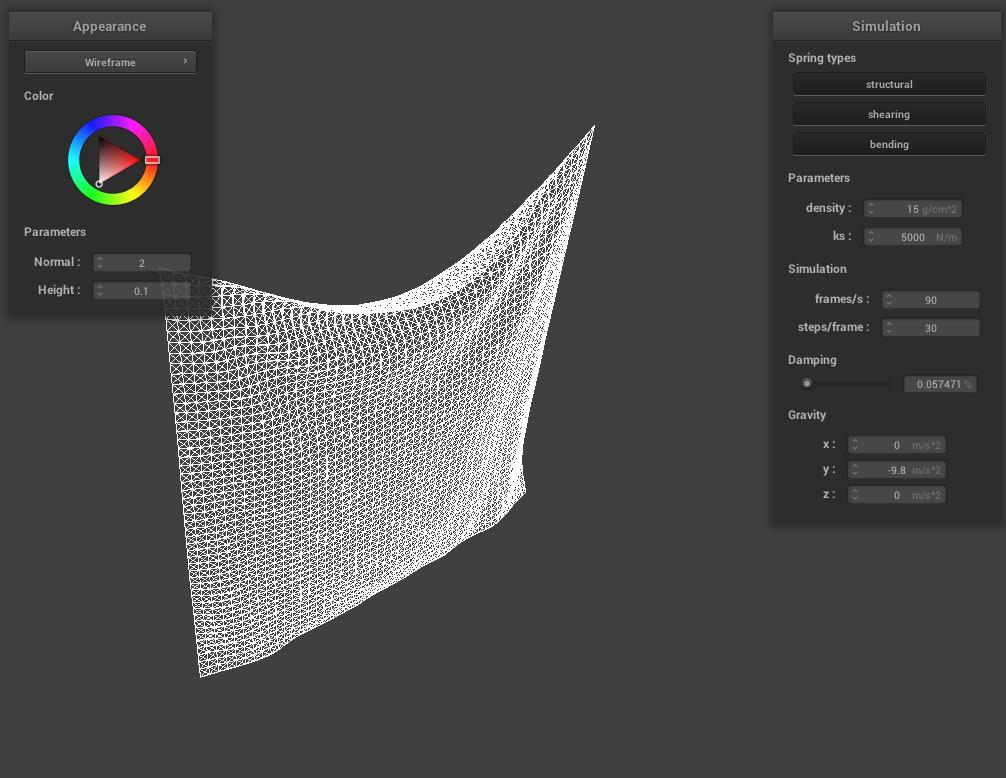 Appearance
Wireframe ›
Color
Parameters
Normal : 2
Height : 0.1
Simulation
Spring types
structural
shearing
bending
Parameters
density : 15 g/cm^2
ks : 5000 N/m
Simulation
frames/s : 90
steps/frame : 30
Damping
0.057471 %
Gravity
x : 0 m/s^2
y : -9.8 m/s^2
z : 0 m/s^2